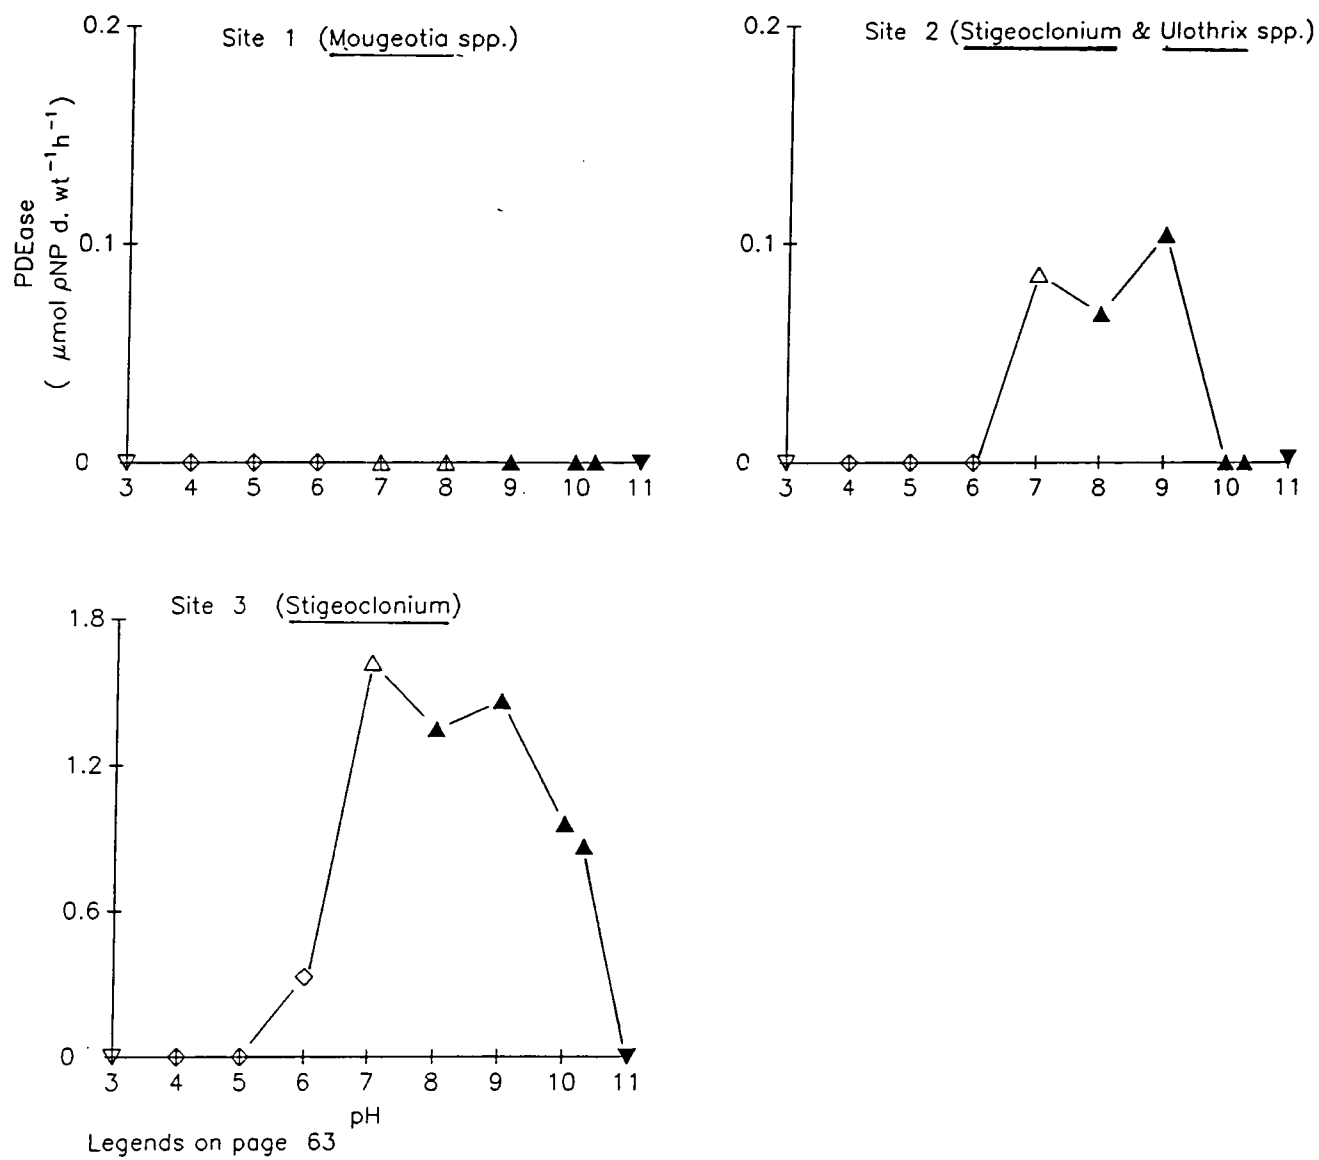 0.2
Site 1 (Mougeotia spp.)
PDEase
( μmol ρNP d. wt⁻¹h⁻¹)
0.1
0
3 4 5 6 7 8 9 10 11
0.2
Site 2 (Stigeoclonium & Ulothrix spp.)
0.1
0
3 4 5 6 7 8 9 10 11
Site 3 (Stigeoclonium)
1.8
1.2
0.6
0
3 4 5 6 7 8 9 10 11
pH
Legends on page 63